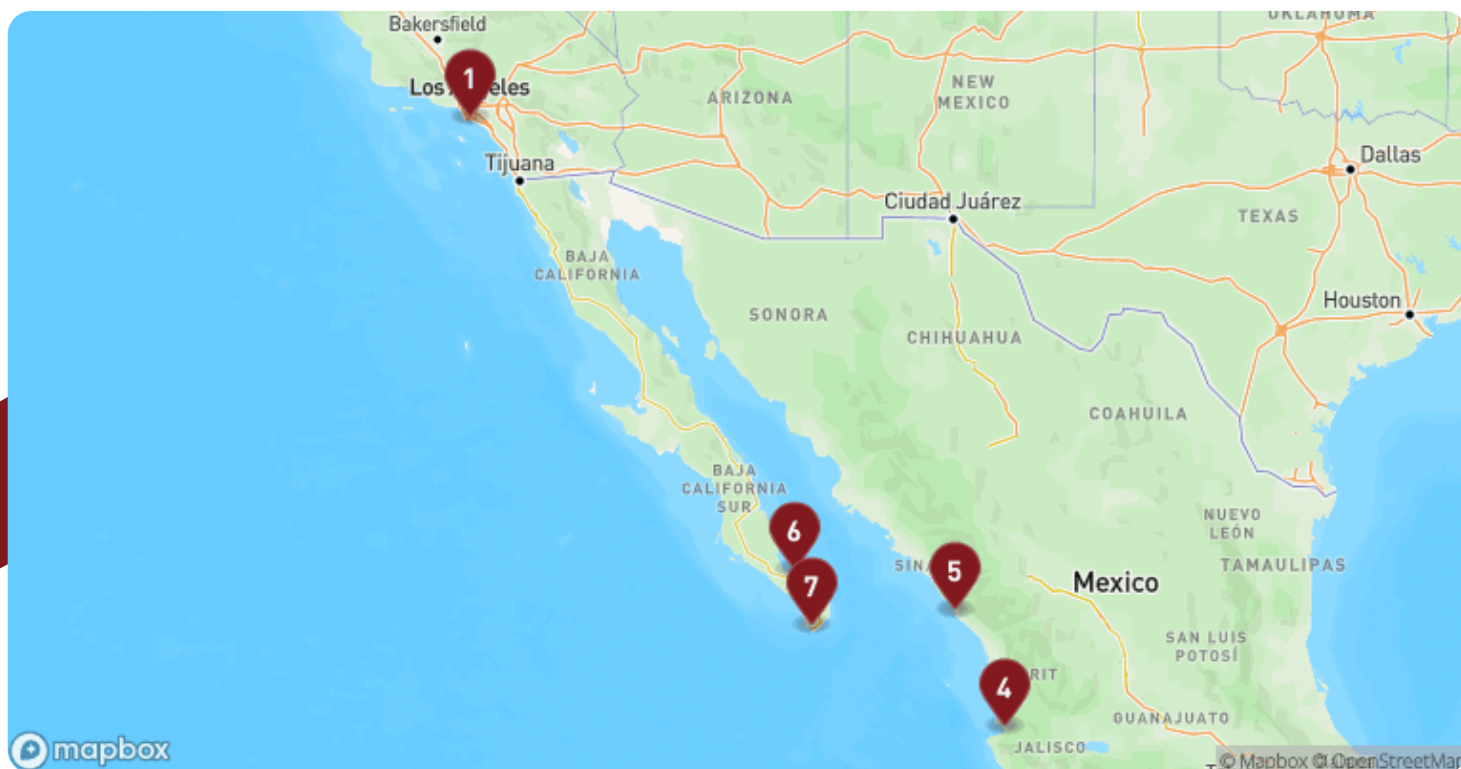 OKLAHOMA
Bakersfield
1
Los Angeles
NEW
MEXICO
ARIZONA
Dallas
Tijuana
Ciudad Juárez
TEXAS
BAJA
CALIFORNIA
Houston
SONORA
CHIHUAHUA
COAHUILA
BAJA
CALIFORNIA
SUR
NUEVO
LEÓN
6
SIN
5
TAMAULIPAS
7
Mexico
SAN LUIS
POTOSÍ
4
RIT
GUANAJUATO
JALISCO
mapbox
© Mapbox © OpenStreetMap